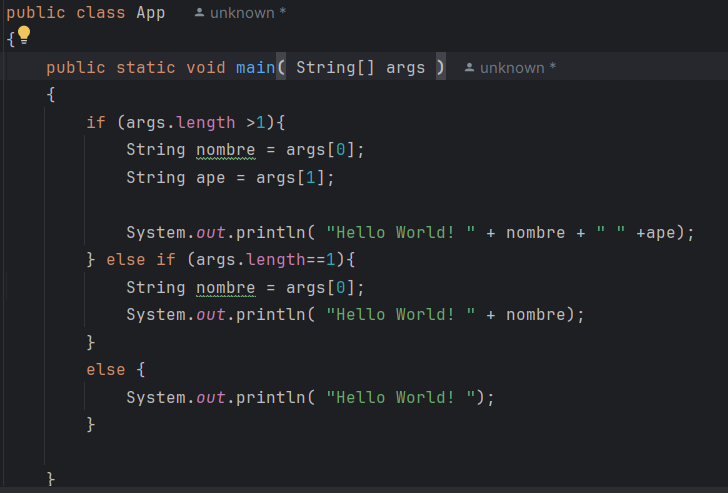 public class App unknown *
{
public static void main( String[] args ) unknown *
{
if (args.length >1){
String nombre = args[0];
String ape = args[1];
System.out.println( "Hello World! " + nombre + " " +ape);
} else if (args.length==1){
String nombre = args[0];
System.out.println( "Hello World! " + nombre);
}
else {
System.out.println( "Hello World! ");
}
}